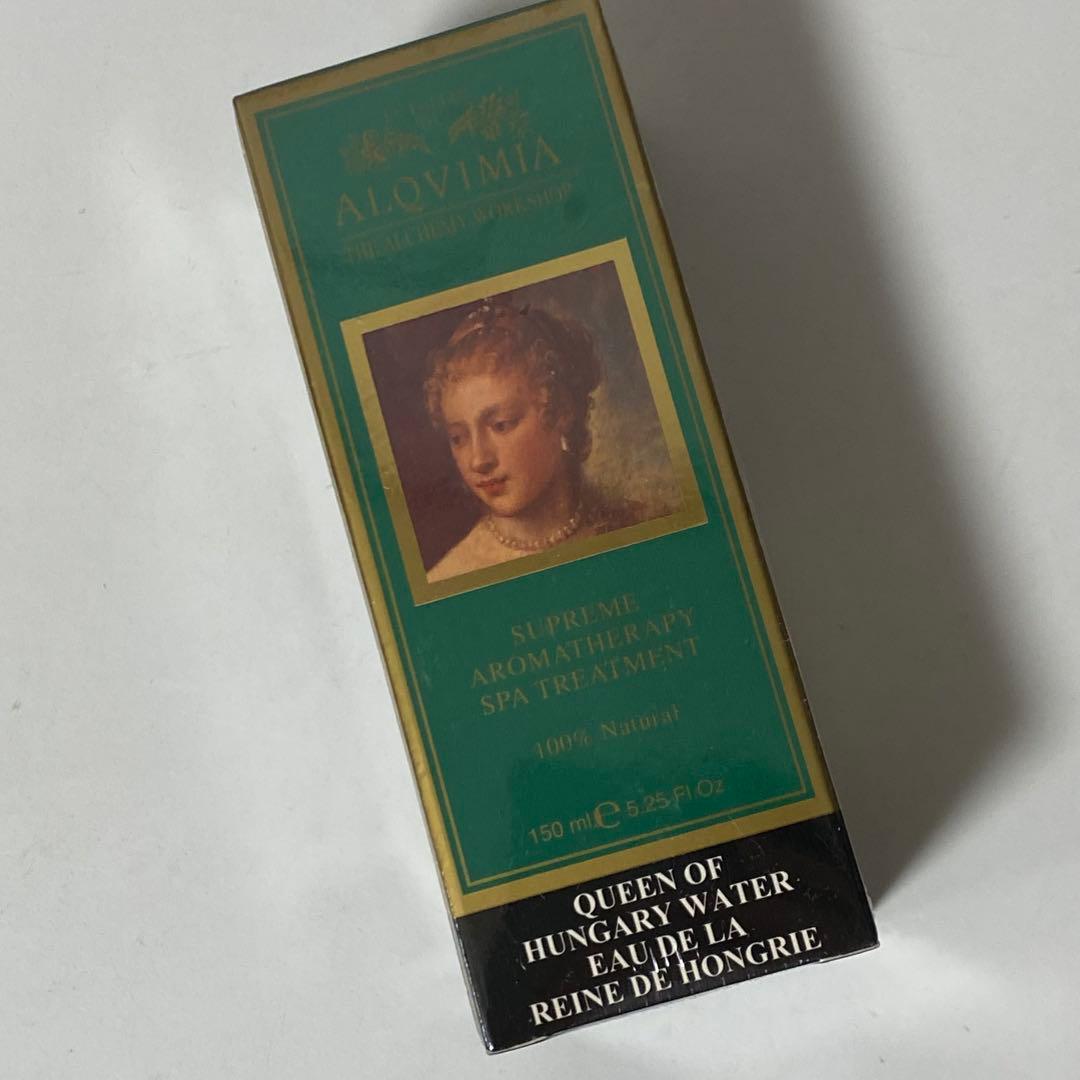 ALQVIMIA
THE ALCHEMY WORKSHOP
SUPREME
AROMATHERAPY
SPA TREATMENT
100% Natural
150 ml e 5.25 Fl.Oz
QUEEN OF
HUNGARY WATER
EAU DE LA
REINE DE HONGRIE